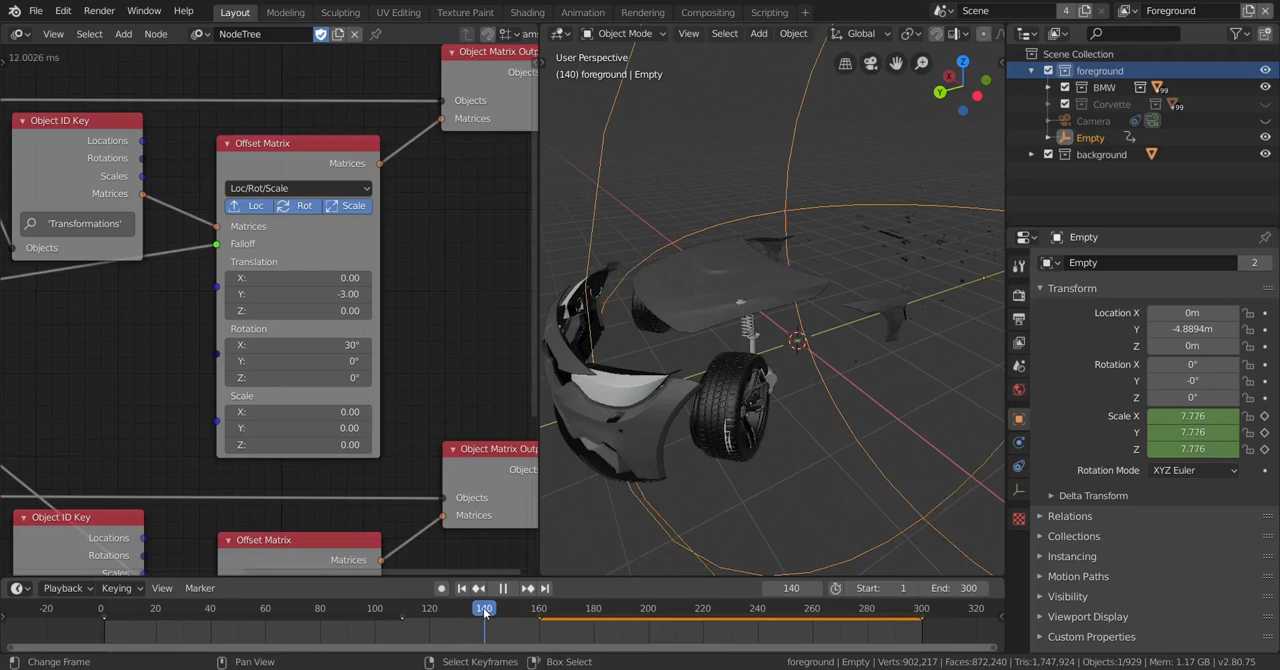 File Edit Render Window Help Layout Modeling Sculpting UV Editing Texture Paint Shading Animation Rendering Compositing Scripting + Scene 4 Foreground
View Select Add Node NodeTree Object Mode View Select Add Object Global
12.0026 ms
User Perspective
(140) foreground | Empty
Object Matrix Outp
Objects
Objects
Matrices
Object ID Key
Locations
Rotations
Scales
Matrices
'Transformations'
Objects
Offset Matrix
Matrices
Loc/Rot/Scale
Loc Rot Scale
Matrices
Falloff
Translation
X: 0.00
Y: -3.00
Z: 0.00
Rotation
X: 30°
Y: 0°
Z: 0°
Scale
X: 0.00
Y: 0.00
Z: 0.00
Object Matrix Outp
Objects
Objects
Matrices
Object ID Key
Locations
Rotations
Offset Matrix
Matrices
Z
X
Y
Scene Collection
foreground
BMW 99
Corvette 99
Camera
Empty
background
Empty
Empty 2
Transform
Location X 0m
Y -4.8894m
Z 0m
Rotation X 0°
Y -0°
Z 0°
Scale X 7.776
Y 7.776
Z 7.776
Rotation Mode XYZ Euler
Delta Transform
Relations
Collections
Instancing
Motion Paths
Visibility
Viewport Display
Custom Properties
Playback Keying View Marker 140 Start: 1 End: 300
-20 0 20 40 60 80 100 120 140 160 180 200 220 240 260 280 300 320
Change Frame Pan View Select Keyframes Box Select foreground | Empty | Verts:902,217 | Faces:872,240 | Tris:1,747,924 | Objects:1/929 | Mem: 1.17 GB | v2.80.75